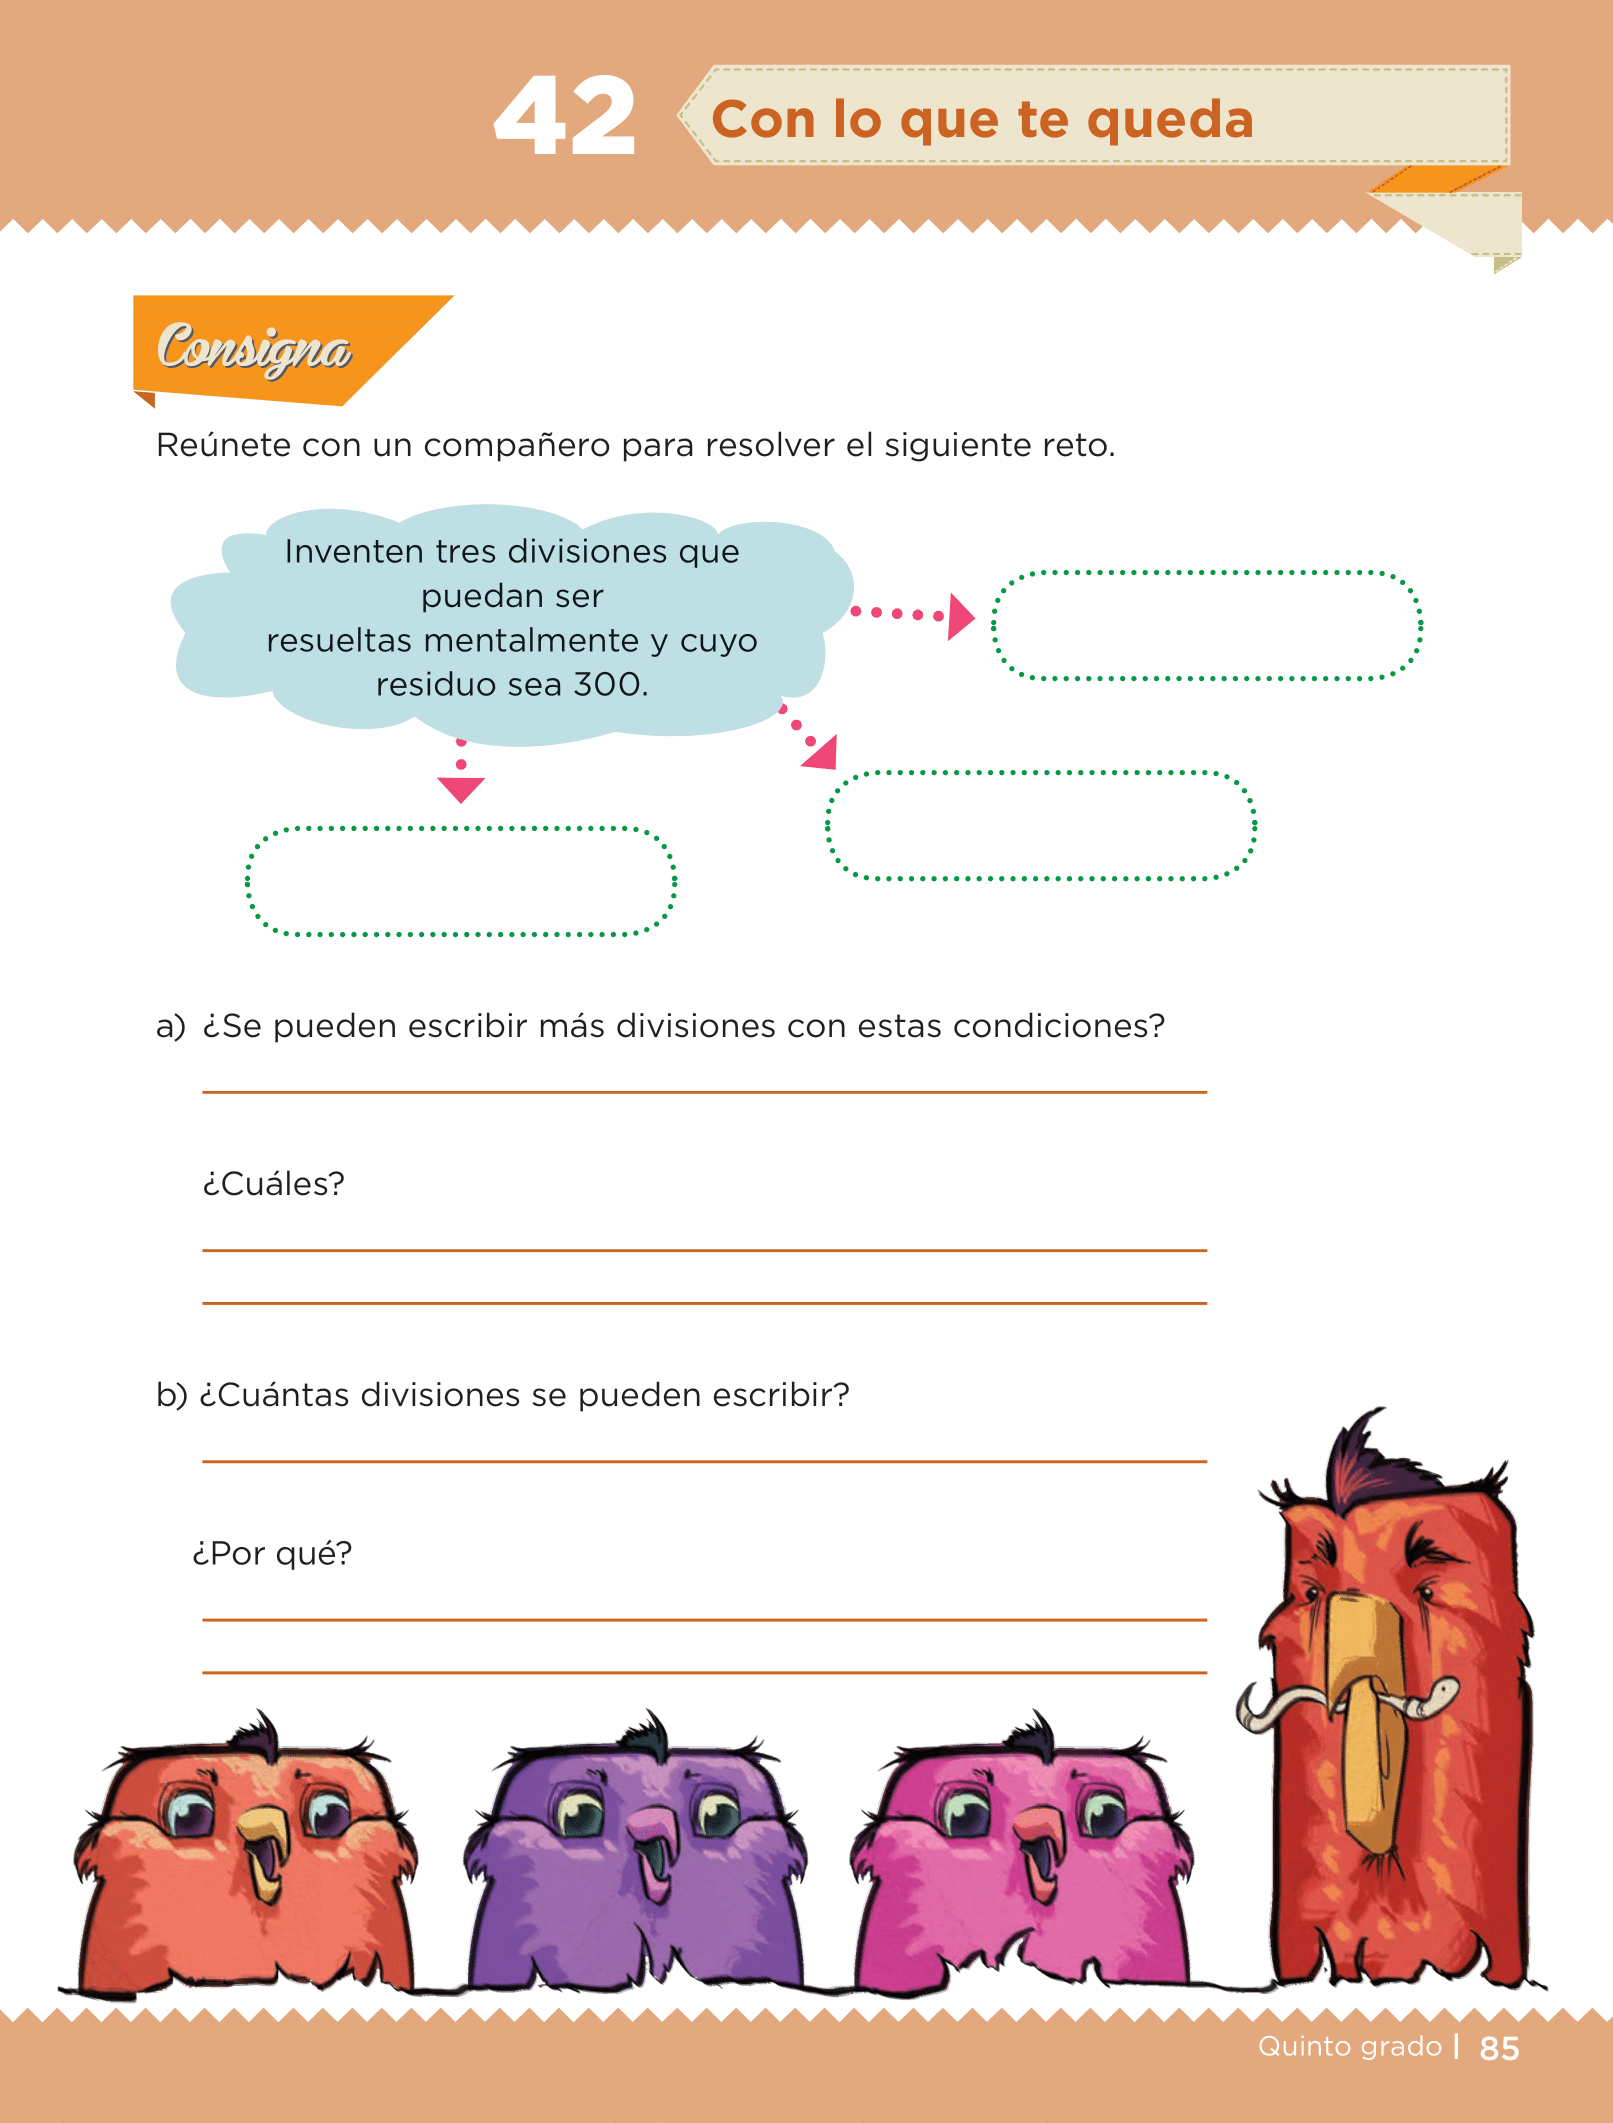 42
Con lo que te queda
Consigna
Reúnete con un compañero para resolver el siguiente reto.
Inventen tres divisiones que
puedan ser
resueltas mentalmente y cuyo
residuo sea 300.
a) ¿Se pueden escribir más divisiones con estas condiciones?
¿Cuáles?
b) ¿Cuántas divisiones se pueden escribir?
¿Por qué?
Quinto grado | 85